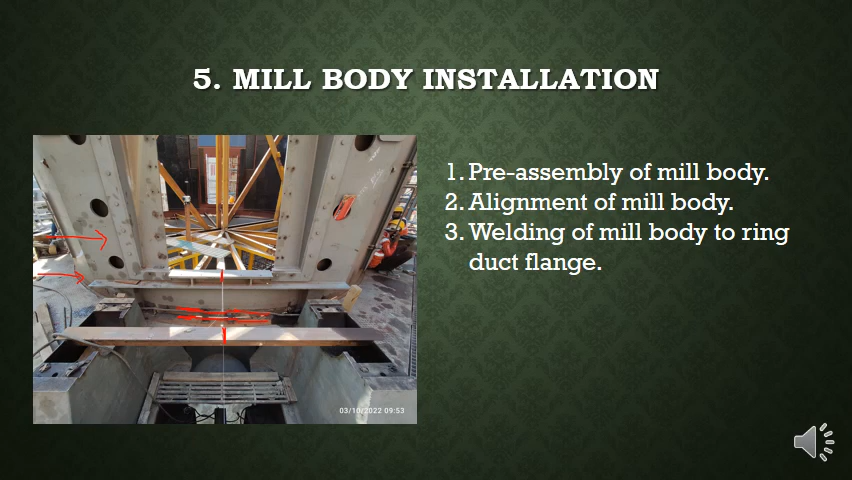 5. MILL BODY INSTALLATION
1. Pre-assembly of mill body.
2. Alignment of mill body.
3. Welding of mill body to ring
duct flange.
03/10/2022 09:53